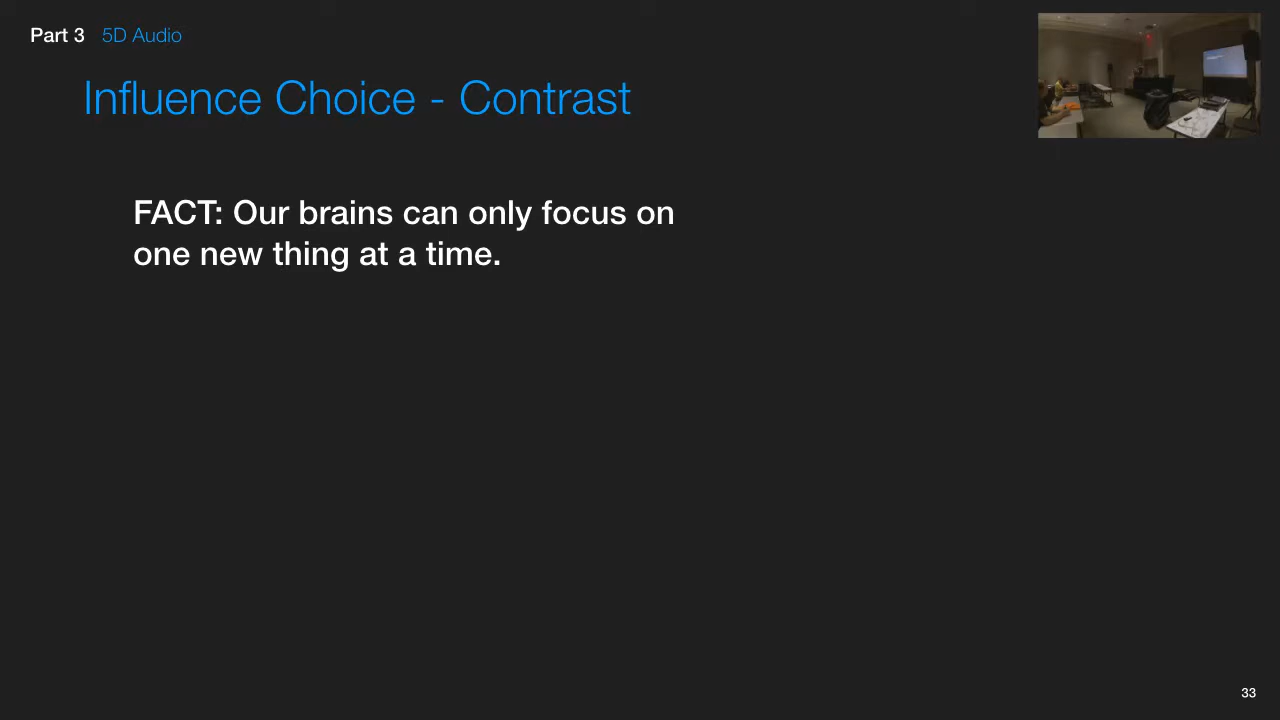 Part 3 5D Audio
Influence Choice - Contrast
FACT: Our brains can only focus on
one new thing at a time.
33